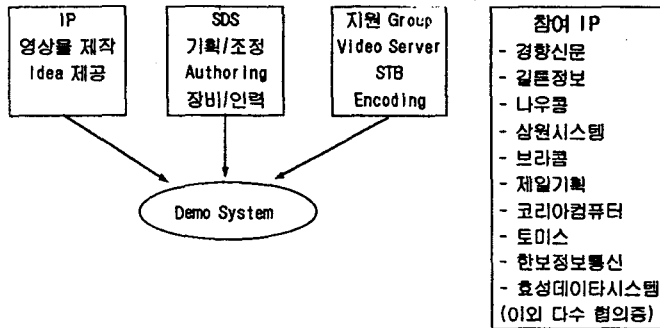 IP
영상물 제작
Idea 제공
SDS
기획/조정
Authoring
장비/인력
지원 Group
Video Server
STB
Encoding
Demo System
참여 IP
- 경향신문
- 길튼정보
- 나우콤
- 삼원시스템
- 브라콤
- 제일기획
- 코리아컴퓨터
- 토미스
- 한보정보통신
- 효성데이타시스템
(이외 다수 협의중)